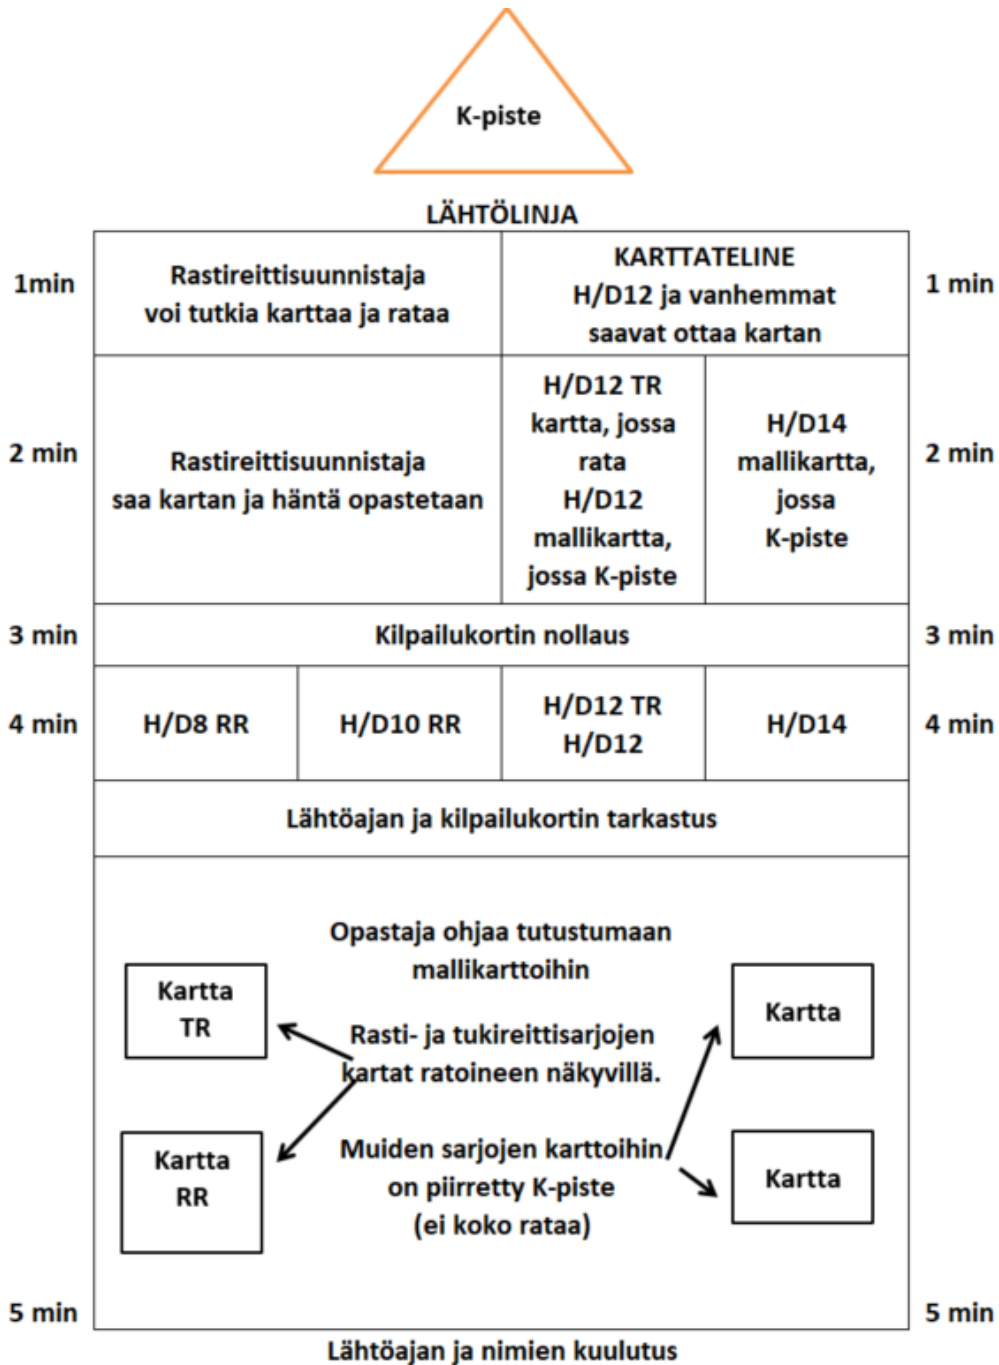 K-piste
LÄHTÖLINJA
1min
Rastireittisuunnistaja
voi tutkia karttaa ja rataa
KARTTATELINE
H/D12 ja vanhemmat
saavat ottaa kartan
1 min
2 min
Rastireittisuunnistaja
saa kartan ja häntä opastetaan
H/D12 TR
kartta, jossa
rata
H/D12
mallikartta,
jossa K-piste
H/D14
mallikartta,
jossa
K-piste
2 min
3 min
Kilpailukortin nollaus
3 min
4 min
H/D8 RR
H/D10 RR
H/D12 TR
H/D12
H/D14
4 min
Lähtöajan ja kilpailukortin tarkastus
Opastaja ohjaa tutustumaan
mallikarttoihin
Kartta
TR
Rasti- ja tukireittisarjojen
kartat ratoineen näkyvillä.
Kartta
Kartta
RR
Muiden sarjojen karttoihin
on piirretty K-piste
(ei koko rataa)
Kartta
5 min
5 min
Lähtöajan ja nimien kuulutus